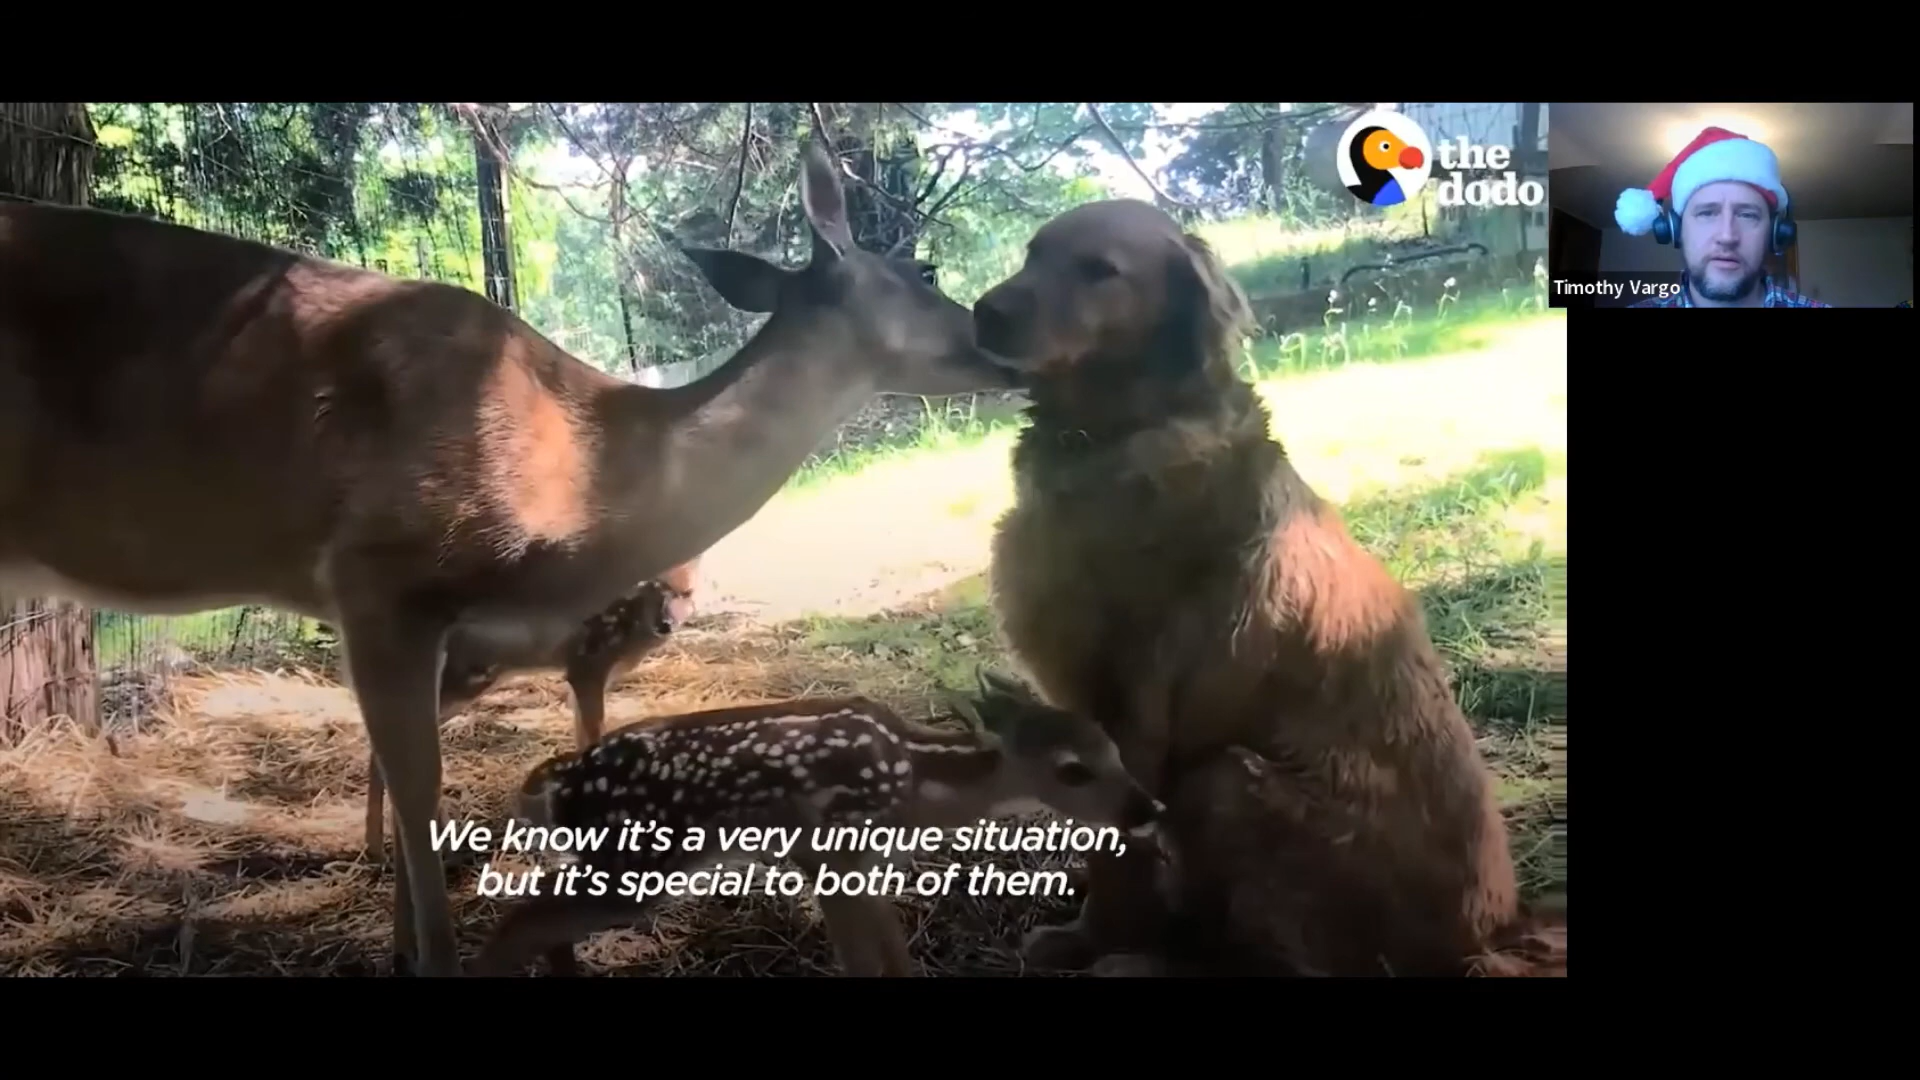 the
dodo
Timothy Vargo
We know it's a very unique situation,
but it's special to both of them.